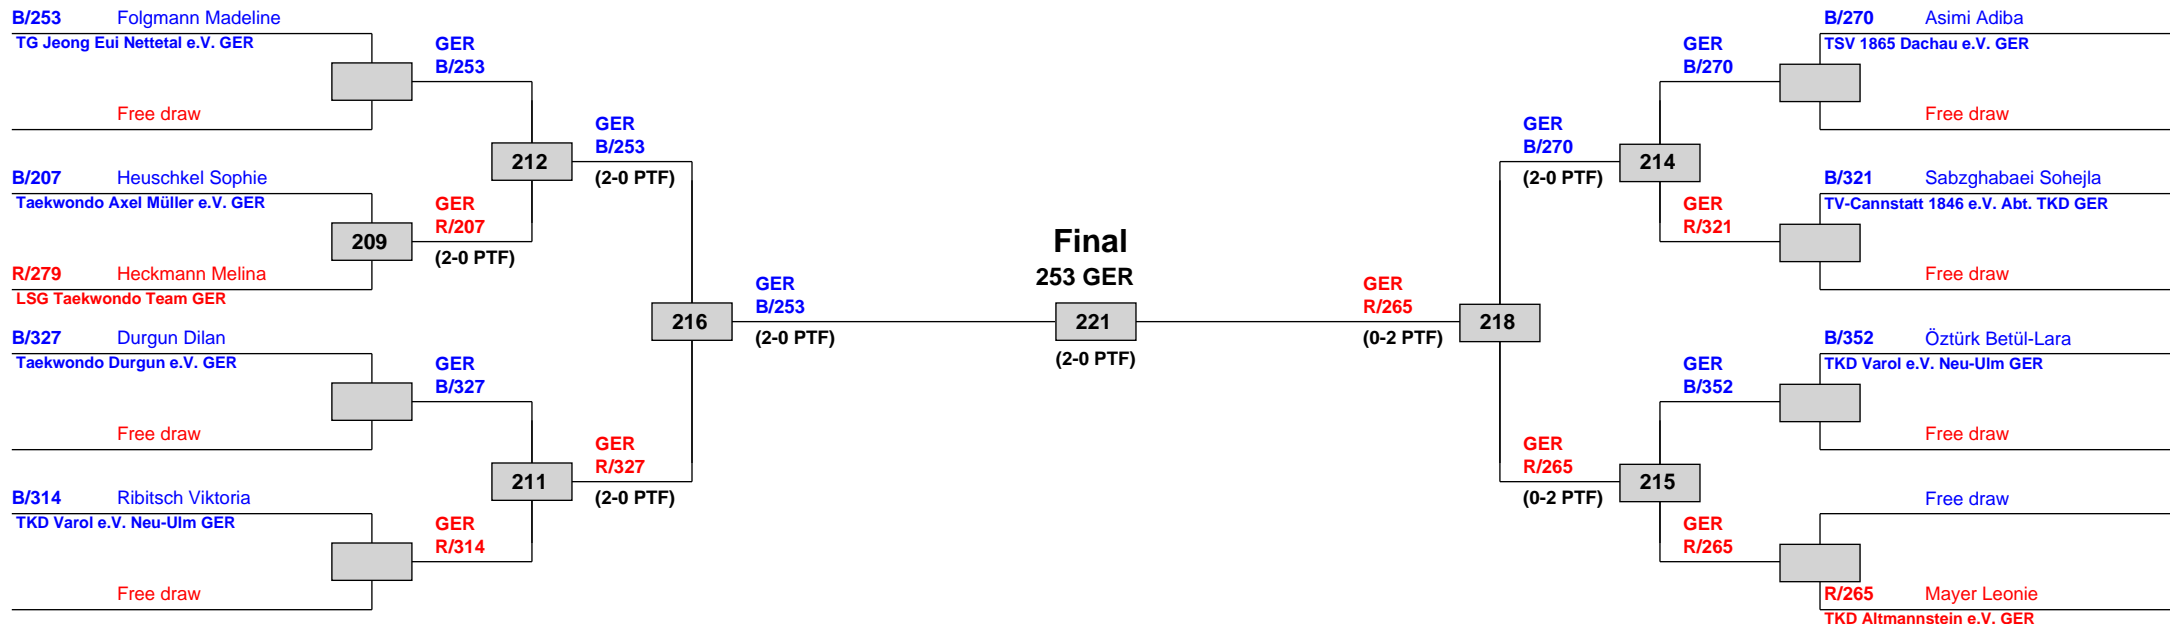 B/253 Folgmann Madeline
TG Jeong Eui Nettetal e.V. GER
Free draw
B/207 Heuschkel Sophie
Taekwondo Axel Müller e.V. GER
R/279 Heckmann Melina
LSG Taekwondo Team GER
B/327 Durgun Dilan
Taekwondo Durgun e.V. GER
Free draw
B/314 Ribitsch Viktoria
TKD Varol e.V. Neu-Ulm GER
Free draw
GER
B/253
209
GER
R/207
(2-0 PTF)
GER
B/327
GER
R/314
212
GER
B/253
(2-0 PTF)
211
GER
R/327
(2-0 PTF)
216
GER
B/253
(2-0 PTF)
Final
253 GER
221
(2-0 PTF)
GER
R/265
(0-2 PTF)
218
GER
B/270
(2-0 PTF)
214
GER
R/265
(0-2 PTF)
215
GER
B/270
GER
R/321
GER
B/352
GER
R/265
B/270 Asimi Adiba
TSV 1865 Dachau e.V. GER
Free draw
B/321 Sabzghabaei Sohejla
TV-Cannstatt 1846 e.V. Abt. TKD GER
Free draw
B/352 Öztürk Betül-Lara
TKD Varol e.V. Neu-Ulm GER
Free draw
Free draw
R/265 Mayer Leonie
TKD Altmannstein e.V. GER